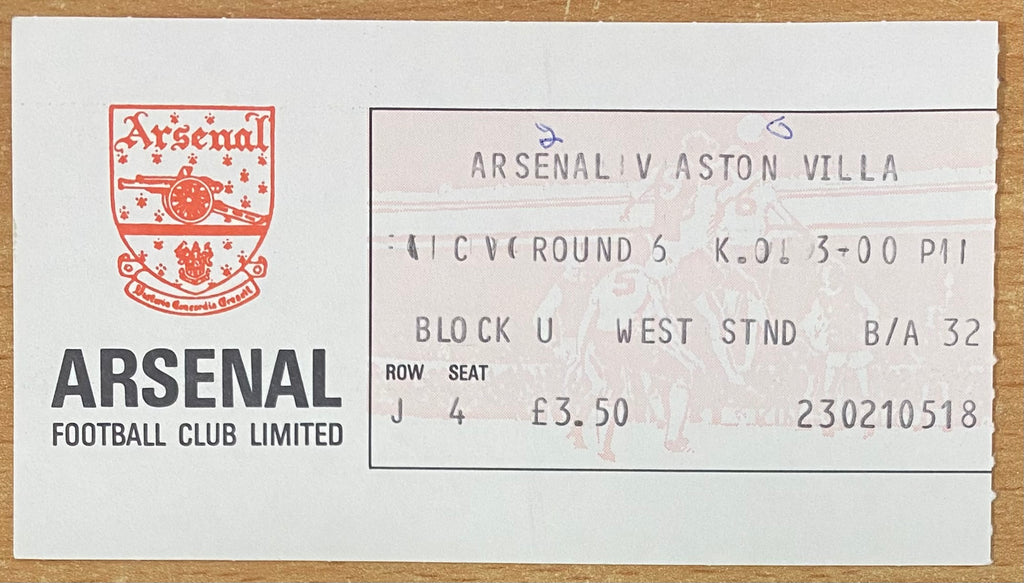 Arsenal
Victoria Concordia Crescit
ARSENAL
FOOTBALL CLUB LIMITED
2 0
ARSENAL V ASTON VILLA
ROUND 6 K.O. 3-00 PM
BLOCK U WEST STND B/A 32
ROW SEAT
J 4 £3.50 230210518